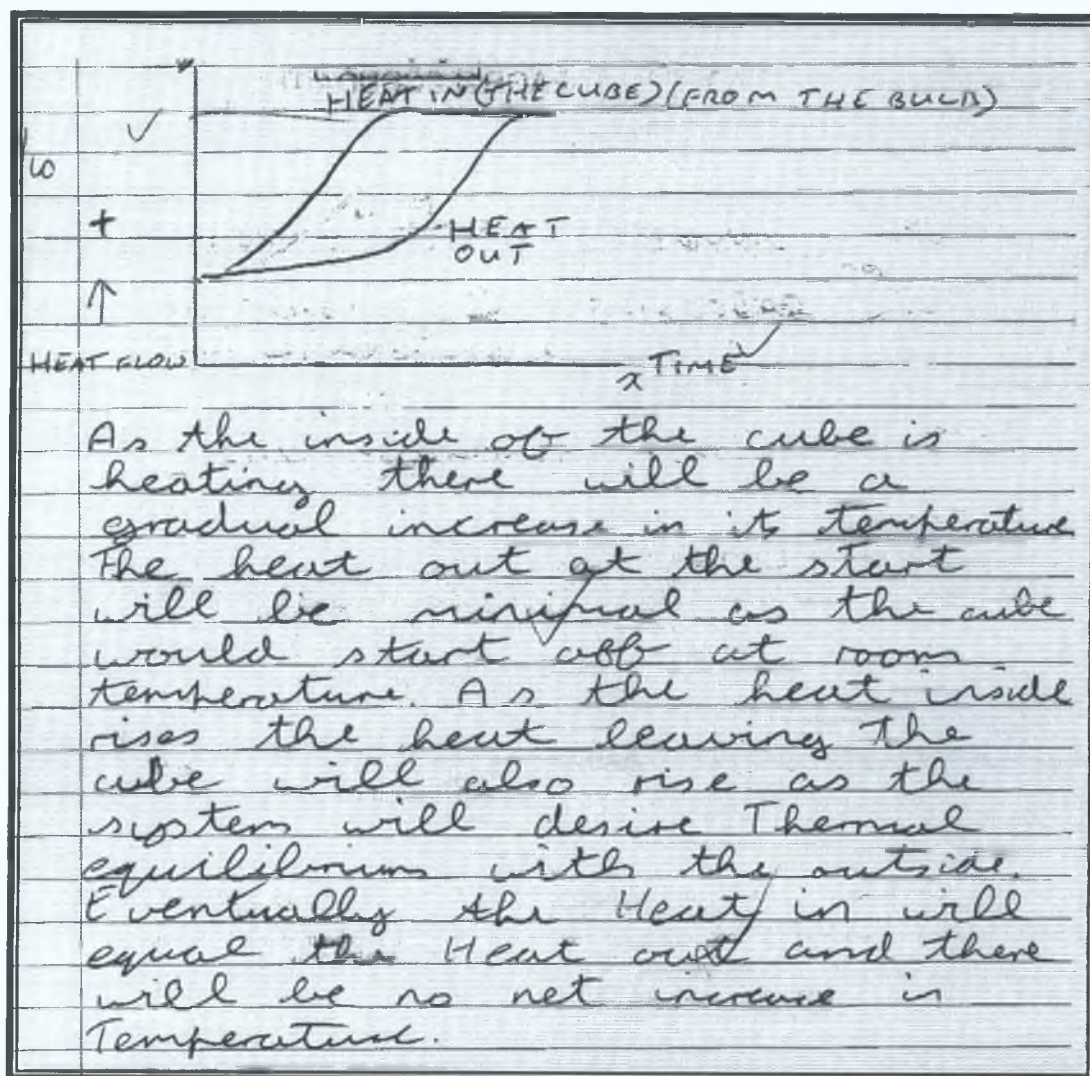 HEAT IN (THE CUBE) (FROM THE BULB)
+
HEAT
OUT
HEAT FLOW
x TIME
As the inside of the cube is
heating there will be a
gradual increase in its temperature
The heat out at the start
will be minimal as the cube
would start off at room
temperature. As the heat inside
rises the heat leaving the
cube will also rise as the
system will desire Thermal
equilibrium with the outside.
Eventually the Heat in will
equal the Heat out and there
will be no net increase in
Temperature.